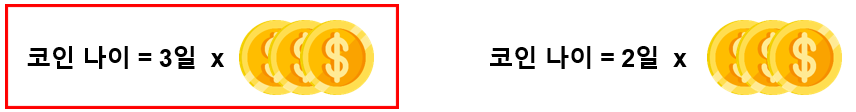 코인 나이 = 3일 x $ $ $
코인 나이 = 2일 x $ $ $